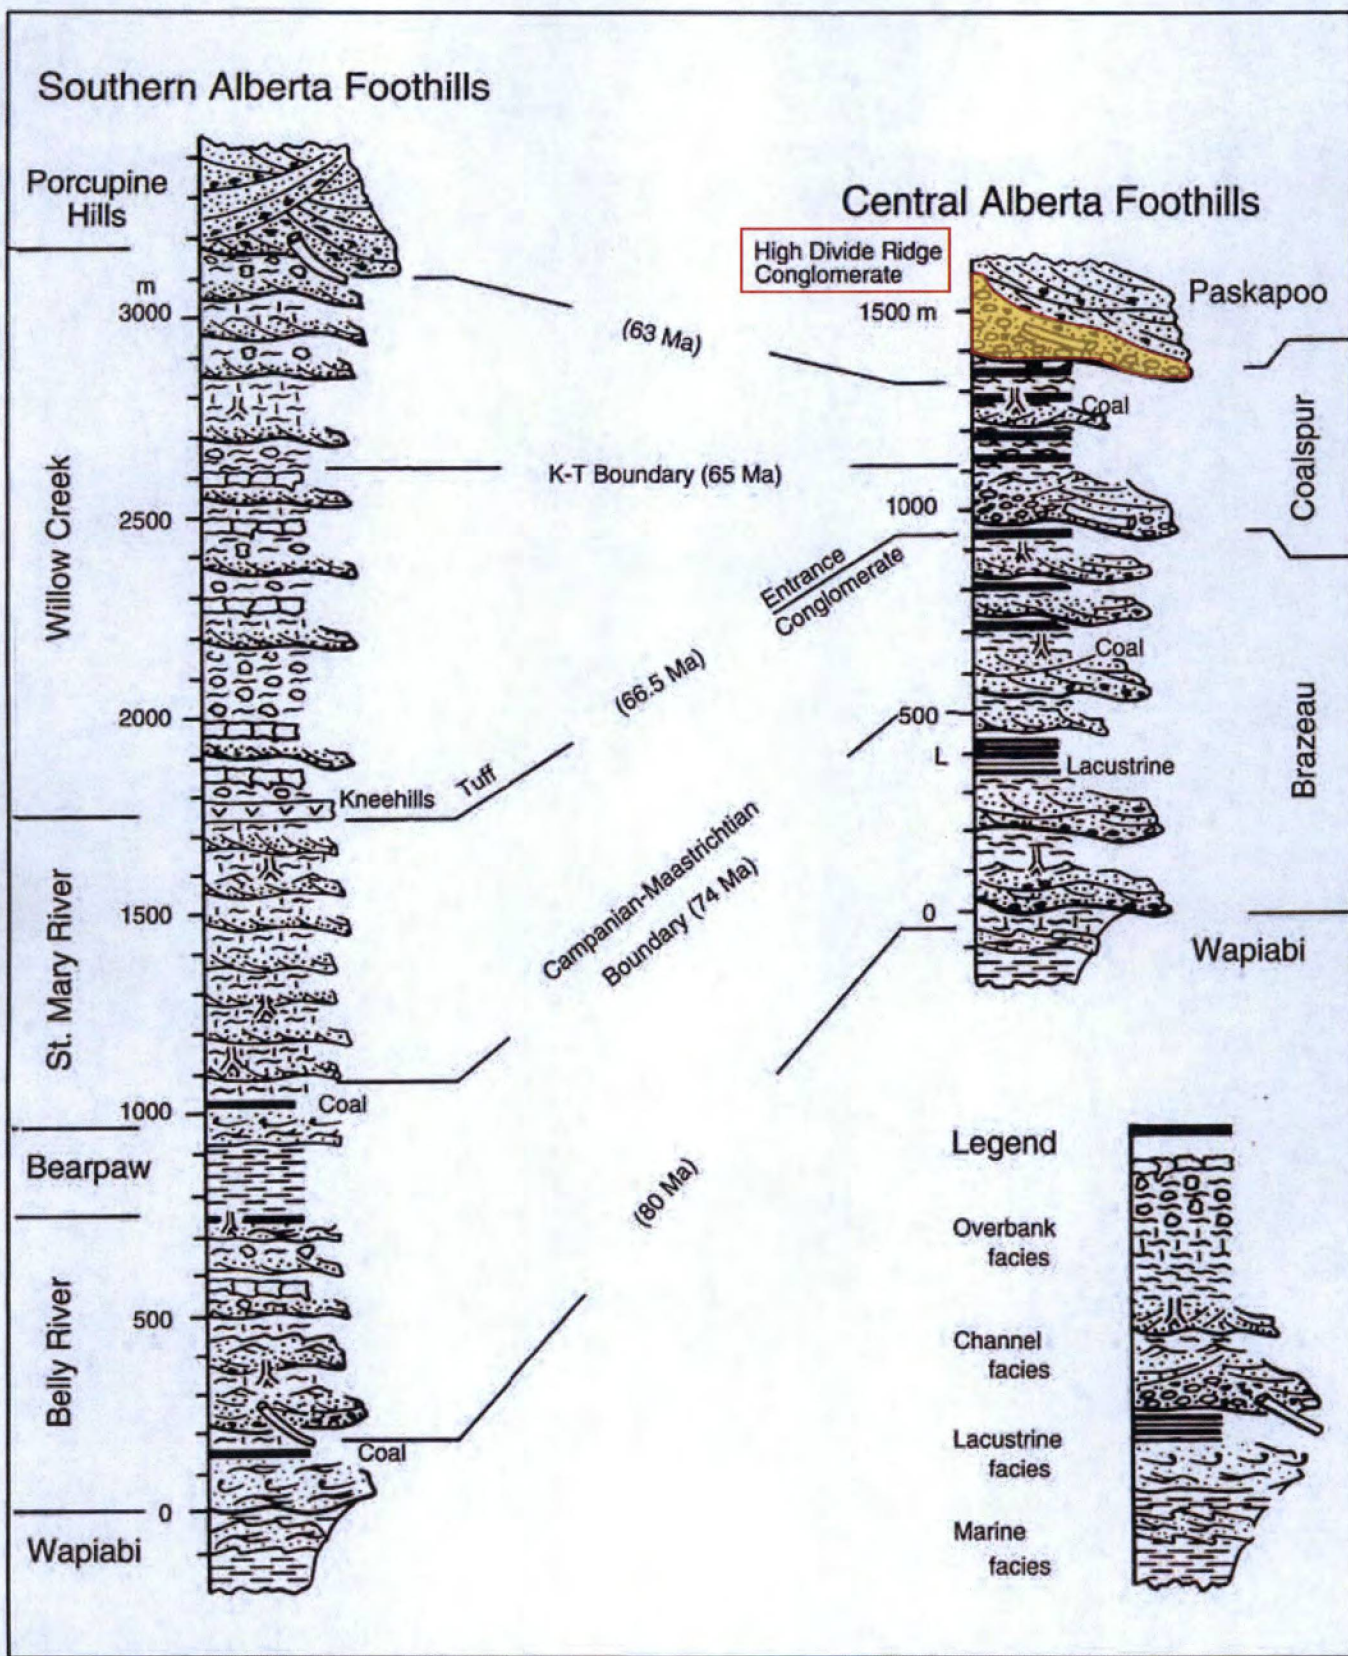 Southern Alberta Foothills
Porcupine
Hills
m
3000
Willow Creek
2500
2000
Kneehills
Tuff
St. Mary River
1500
1000
Coal
Bearpaw
Belly River
500
Coal
0
Wapiabi
(63 Ma)
K-T Boundary (65 Ma)
Entrance
Conglomerate
(66.5 Ma)
Campanian-Maastrichtian
Boundary (74 Ma)
(80 Ma)
Central Alberta Foothills
High Divide Ridge
Conglomerate
1500 m
Paskapoo
Coal
Coalspur
1000
Coal
500
L
Lacustrine
Brazeau
0
Wapiabi
Legend
Overbank
facies
Channel
facies
Lacustrine
facies
Marine
facies